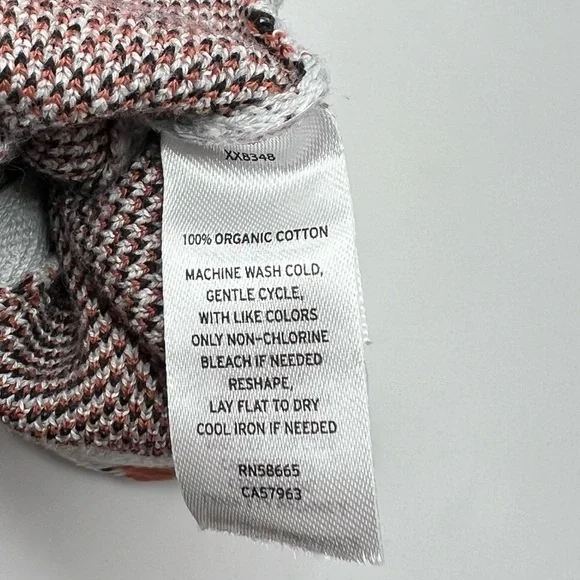 XX8348
100% ORGANIC COTTON
MACHINE WASH COLD,
GENTLE CYCLE,
WITH LIKE COLORS
ONLY NON-CHLORINE
BLEACH IF NEEDED
RESHAPE,
LAY FLAT TO DRY
COOL IRON IF NEEDED
RN58665
CA57963